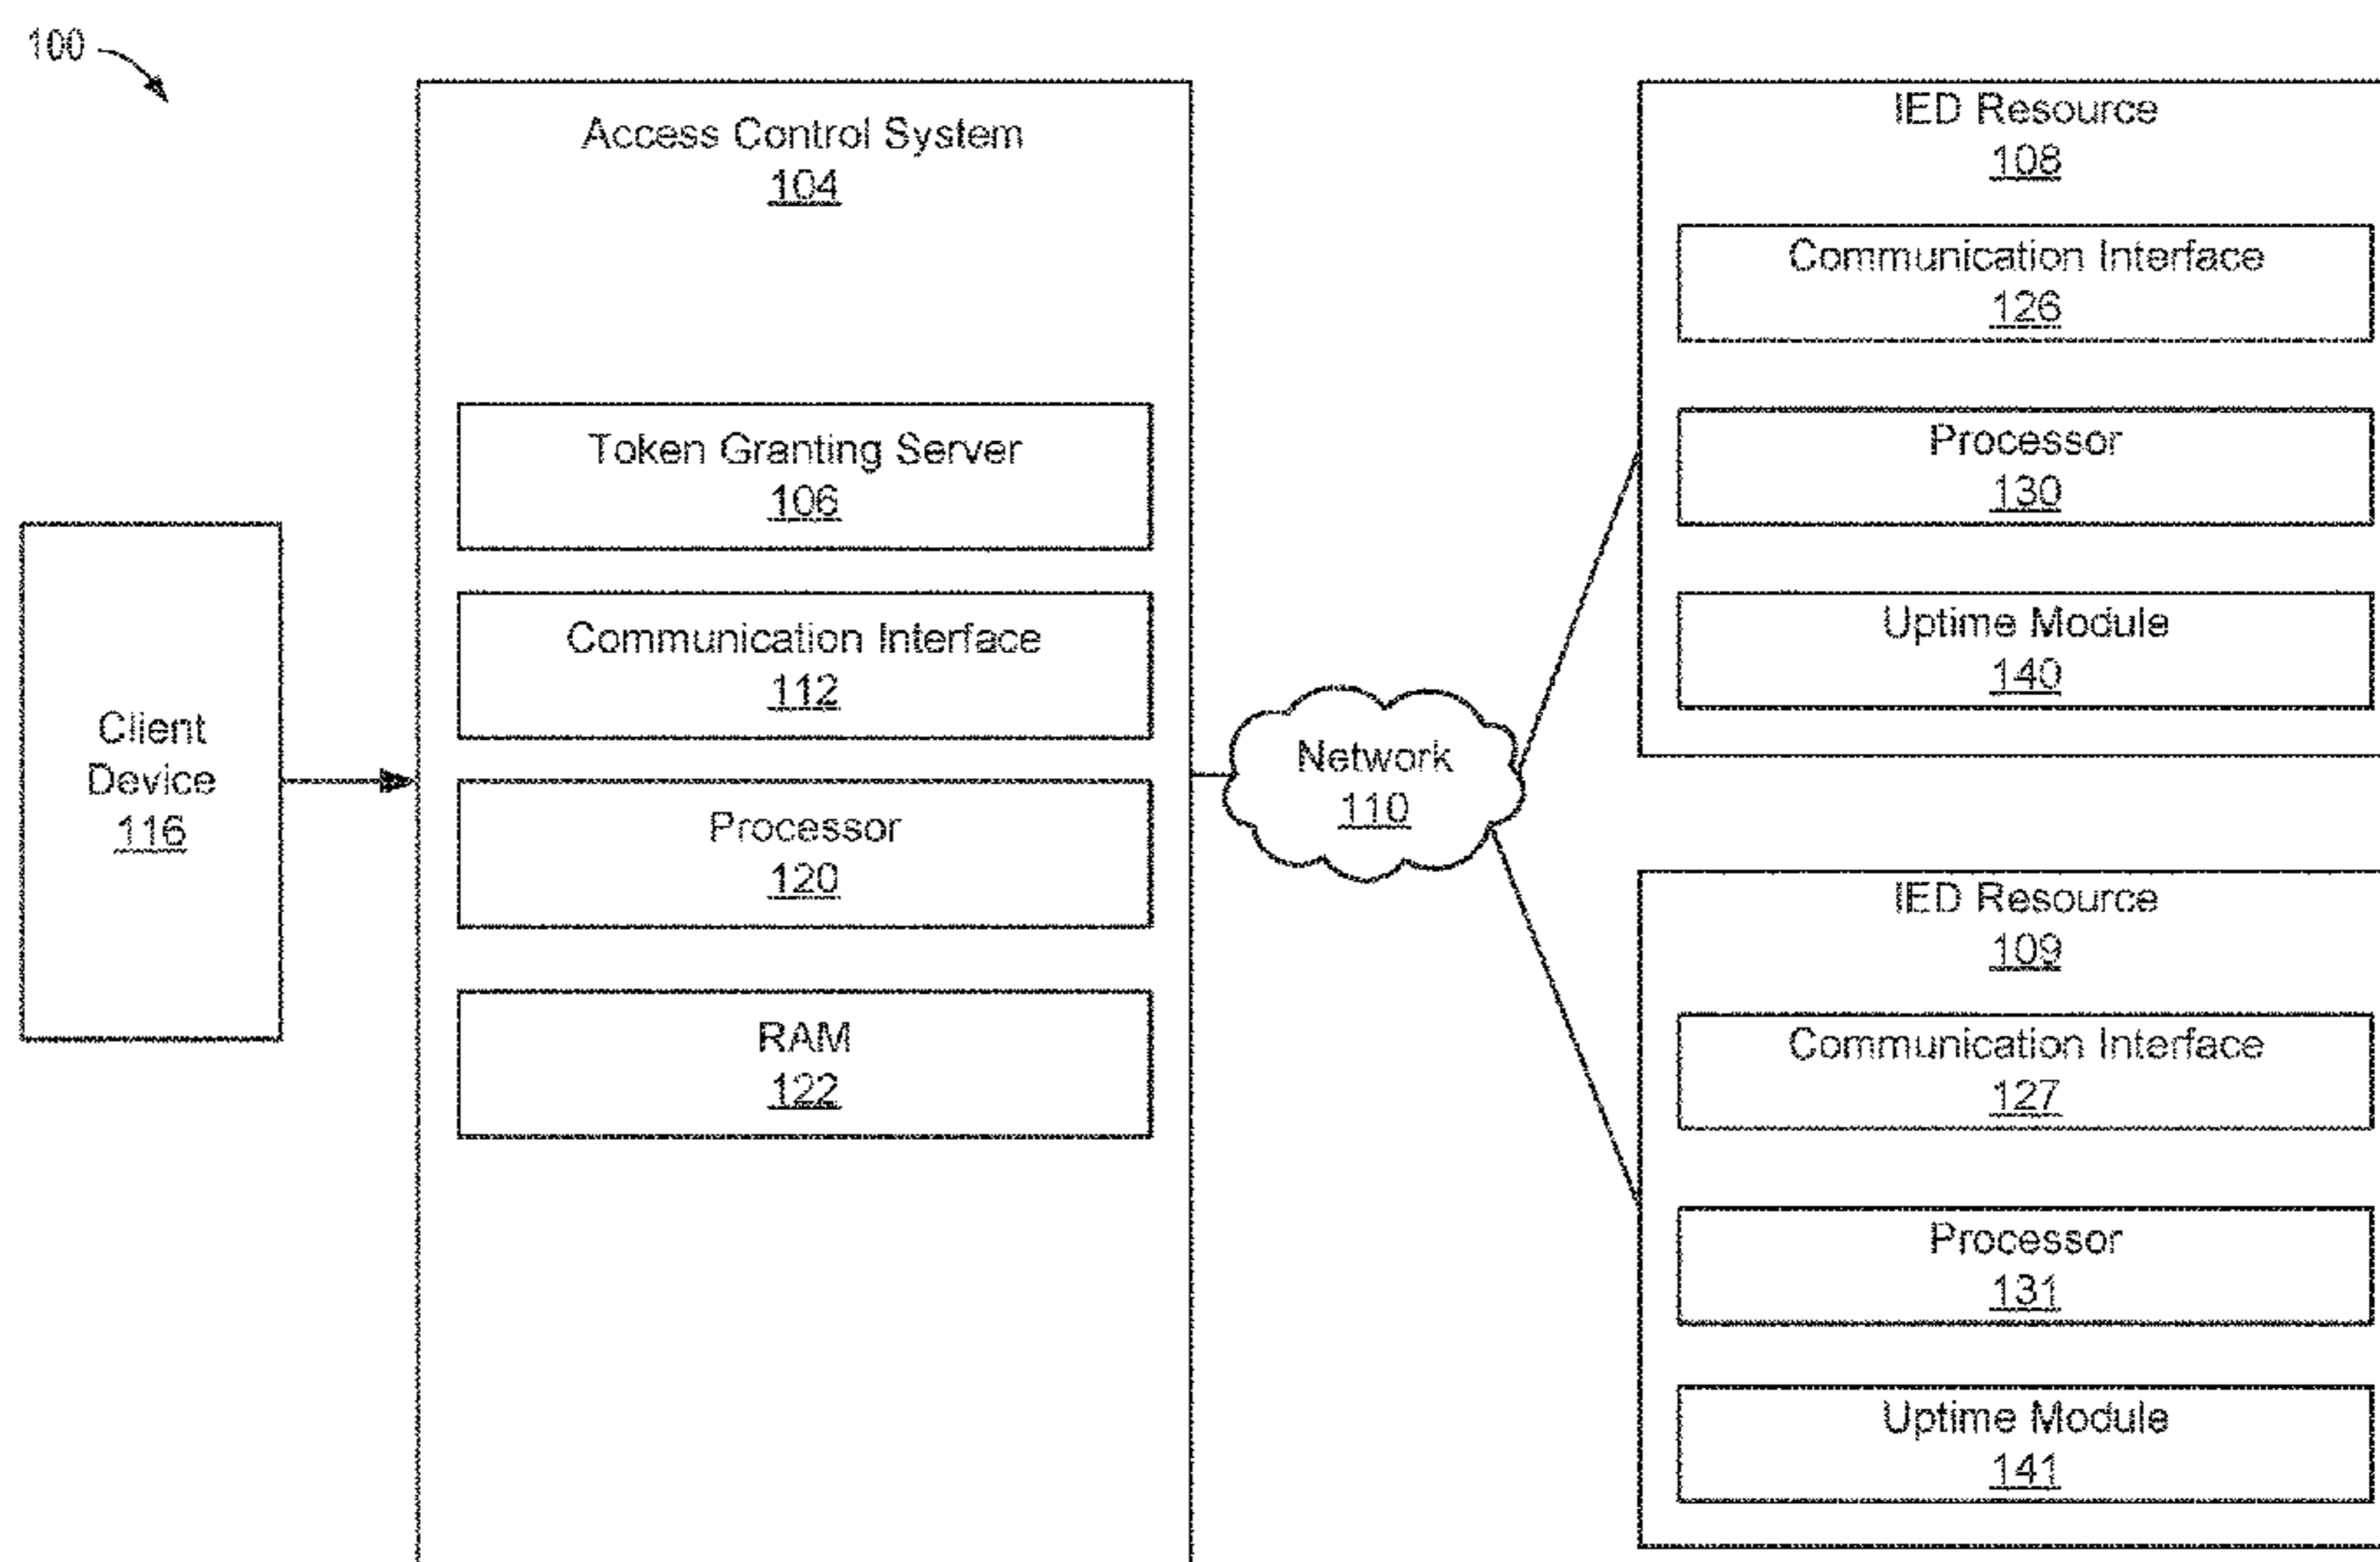 100
Access Control System
104
Token Granting Server
106
Communication Interface
112
Processor
120
RAM
122
Client
Device
116
Network
110
IED Resource
108
Communication Interface
126
Processor
130
Uptime Module
140
IED Resource
109
Communication Interface
127
Processor
131
Uptime Module
141